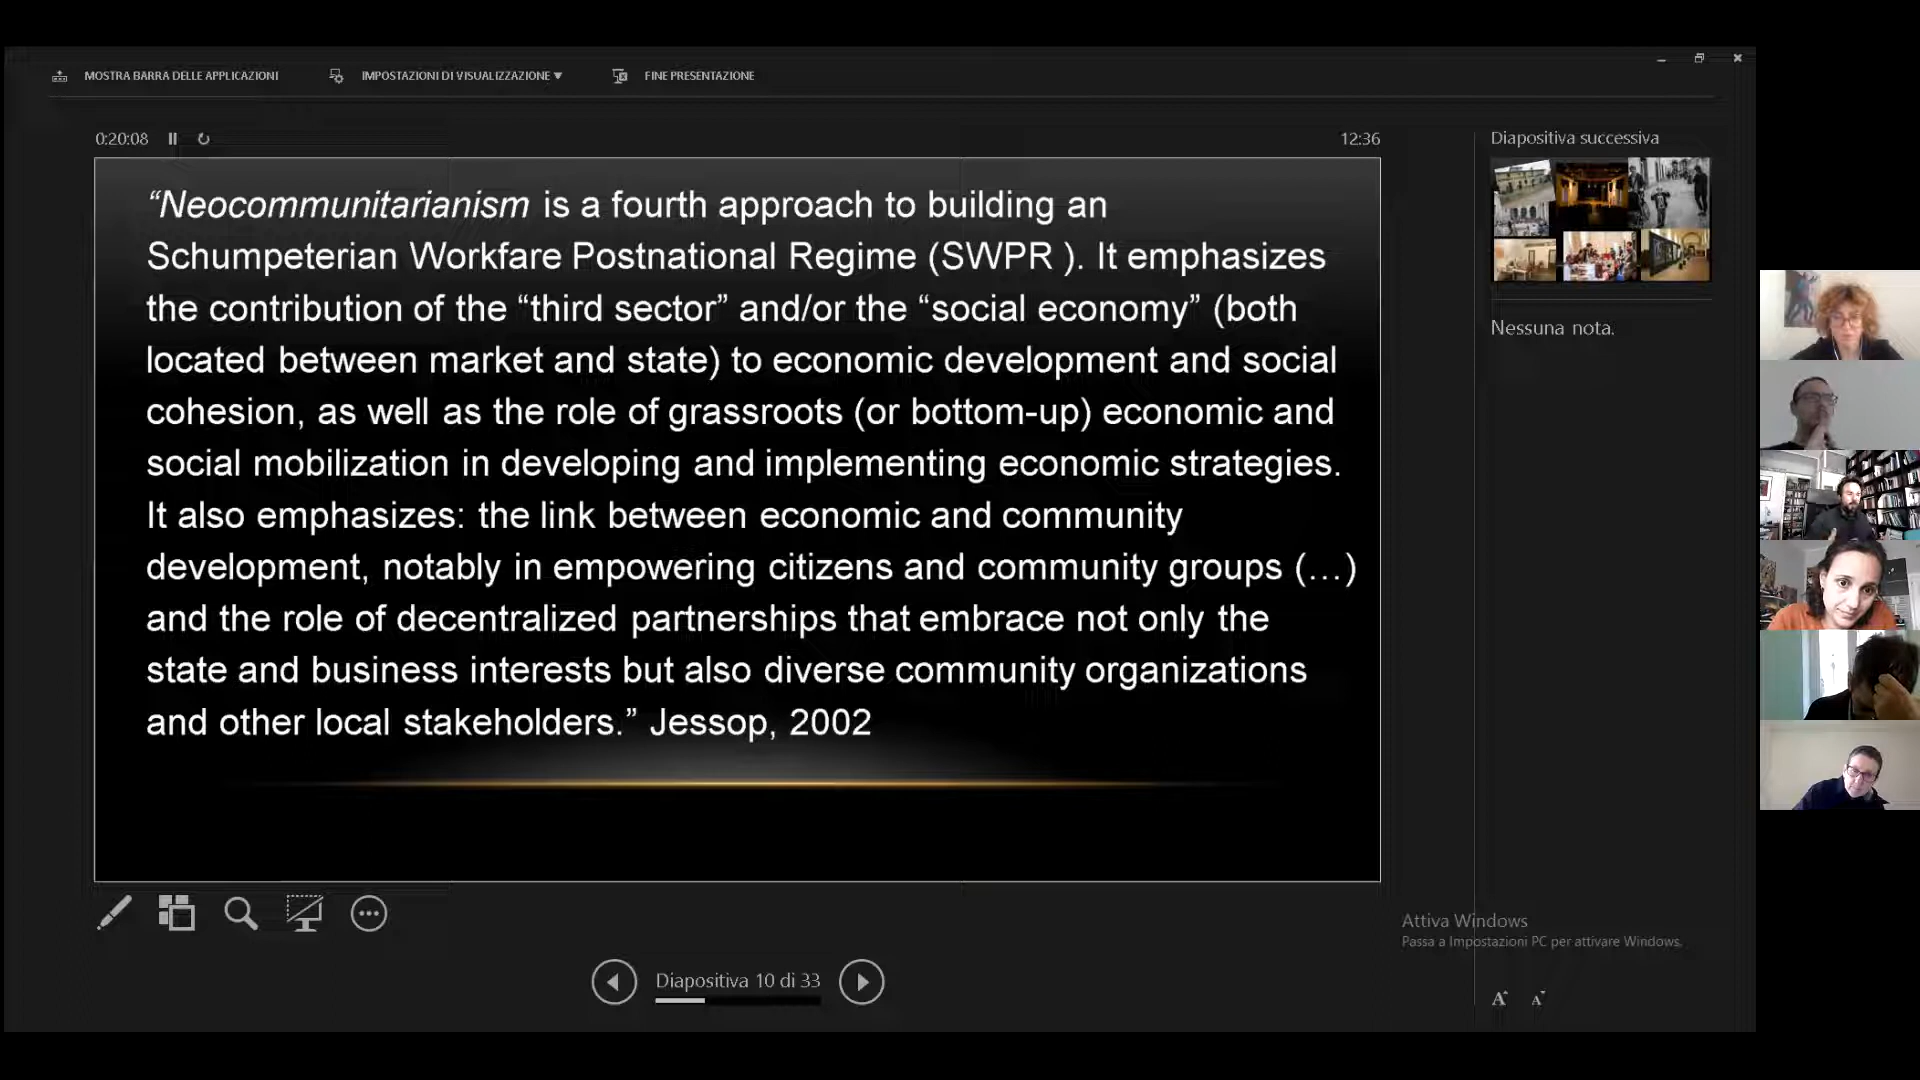 MOSTRA BARRA DELLE APPLICAZIONI
IMPOSTAZIONI DI VISUALIZZAZIONE ▼
FINE PRESENTAZIONE
0:20:08
12:36
“Neocommunitarianism is a fourth approach to building an
Schumpeterian Workfare Postnational Regime (SWPR ). It emphasizes
the contribution of the “third sector” and/or the “social economy” (both
located between market and state) to economic development and social
cohesion, as well as the role of grassroots (or bottom-up) economic and
social mobilization in developing and implementing economic strategies.
It also emphasizes: the link between economic and community
development, notably in empowering citizens and community groups (…)
and the role of decentralized partnerships that embrace not only the
state and business interests but also diverse community organizations
and other local stakeholders.” Jessop, 2002
Diapositiva successiva
Nessuna nota.
Attiva Windows
Passa a Impostazioni PC per attivare Windows.
Diapositiva 10 di 33
A A